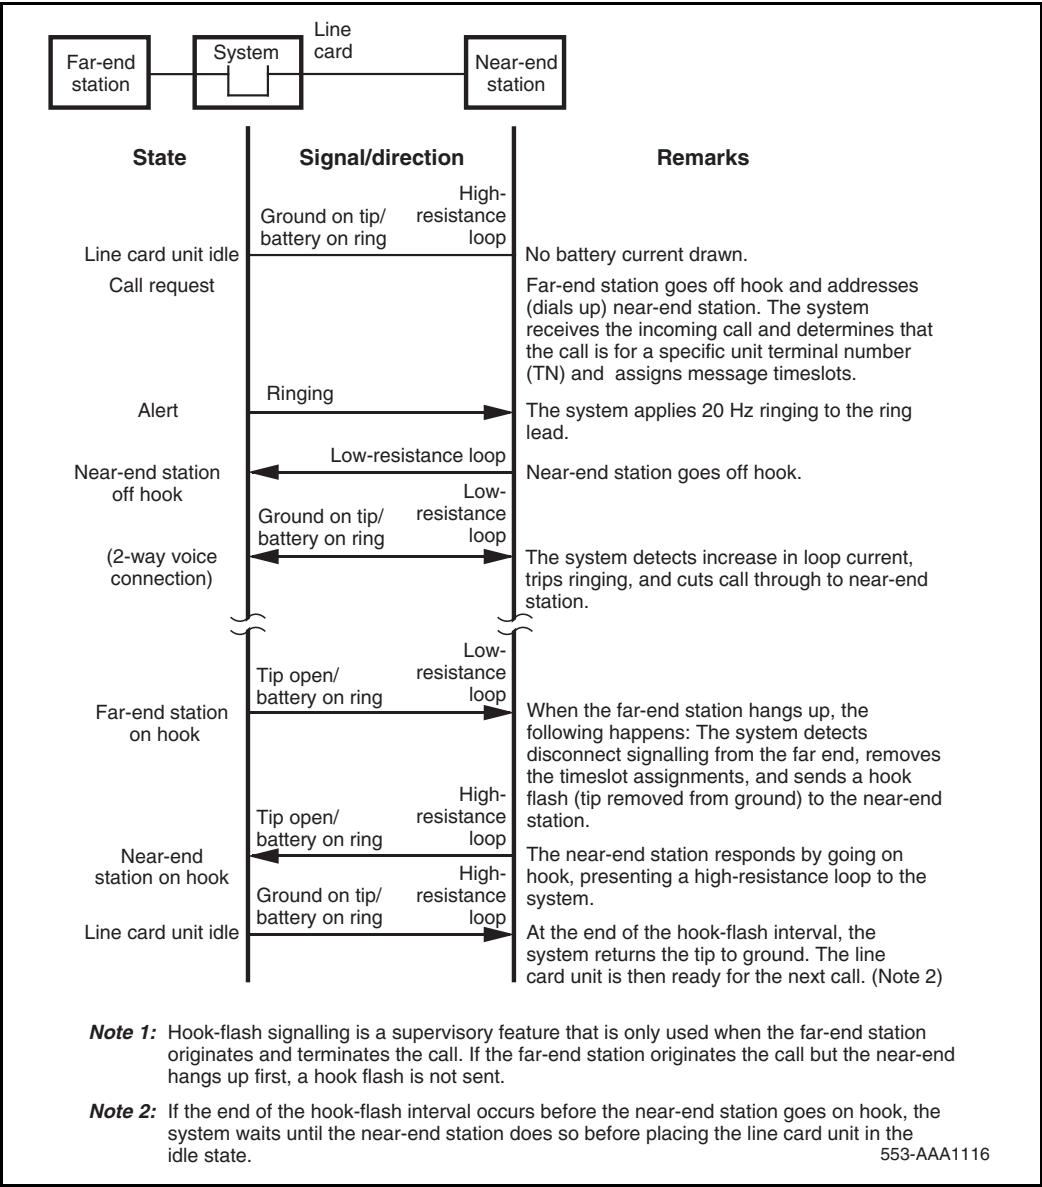 Line
card
Far-end
station
System
Near-end
station
State
Signal/direction
Remarks
High-
resistance
loop
Ground on tip/
battery on ring
Line card unit idle
No battery current drawn.
Call request
Far-end station goes off hook and addresses
(dials up) near-end station. The system
receives the incoming call and determines that
the call is for a specific unit terminal number
(TN) and  assigns message timeslots.
Ringing
Alert
The system applies 20 Hz ringing to the ring
lead.
Low-resistance loop
Near-end station
off hook
Near-end station goes off hook.
Low-
resistance
loop
Ground on tip/
battery on ring
(2-way voice
connection)
The system detects increase in loop current,
trips ringing, and cuts call through to near-end
station.
Low-
resistance
loop
Tip open/
battery on ring
Far-end station
on hook
When the far-end station hangs up, the
following happens: The system detects
disconnect signalling from the far end, removes
the timeslot assignments, and sends a hook
flash (tip removed from ground) to the near-end
station.
High-
resistance
loop
Tip open/
battery on ring
Near-end
station on hook
The near-end station responds by going on
hook, presenting a high-resistance loop to the
system.
High-
resistance
loop
Ground on tip/
battery on ring
Line card unit idle
At the end of the hook-flash interval, the
system returns the tip to ground. The line
card unit is then ready for the next call. (Note 2)
Note 1: Hook-flash signalling is a supervisory feature that is only used when the far-end station
originates and terminates the call. If the far-end station originates the call but the near-end
hangs up first, a hook flash is not sent.
Note 2: If the end of the hook-flash interval occurs before the near-end station goes on hook, the
system waits until the near-end station does so before placing the line card unit in the
idle state.
553-AAA1116